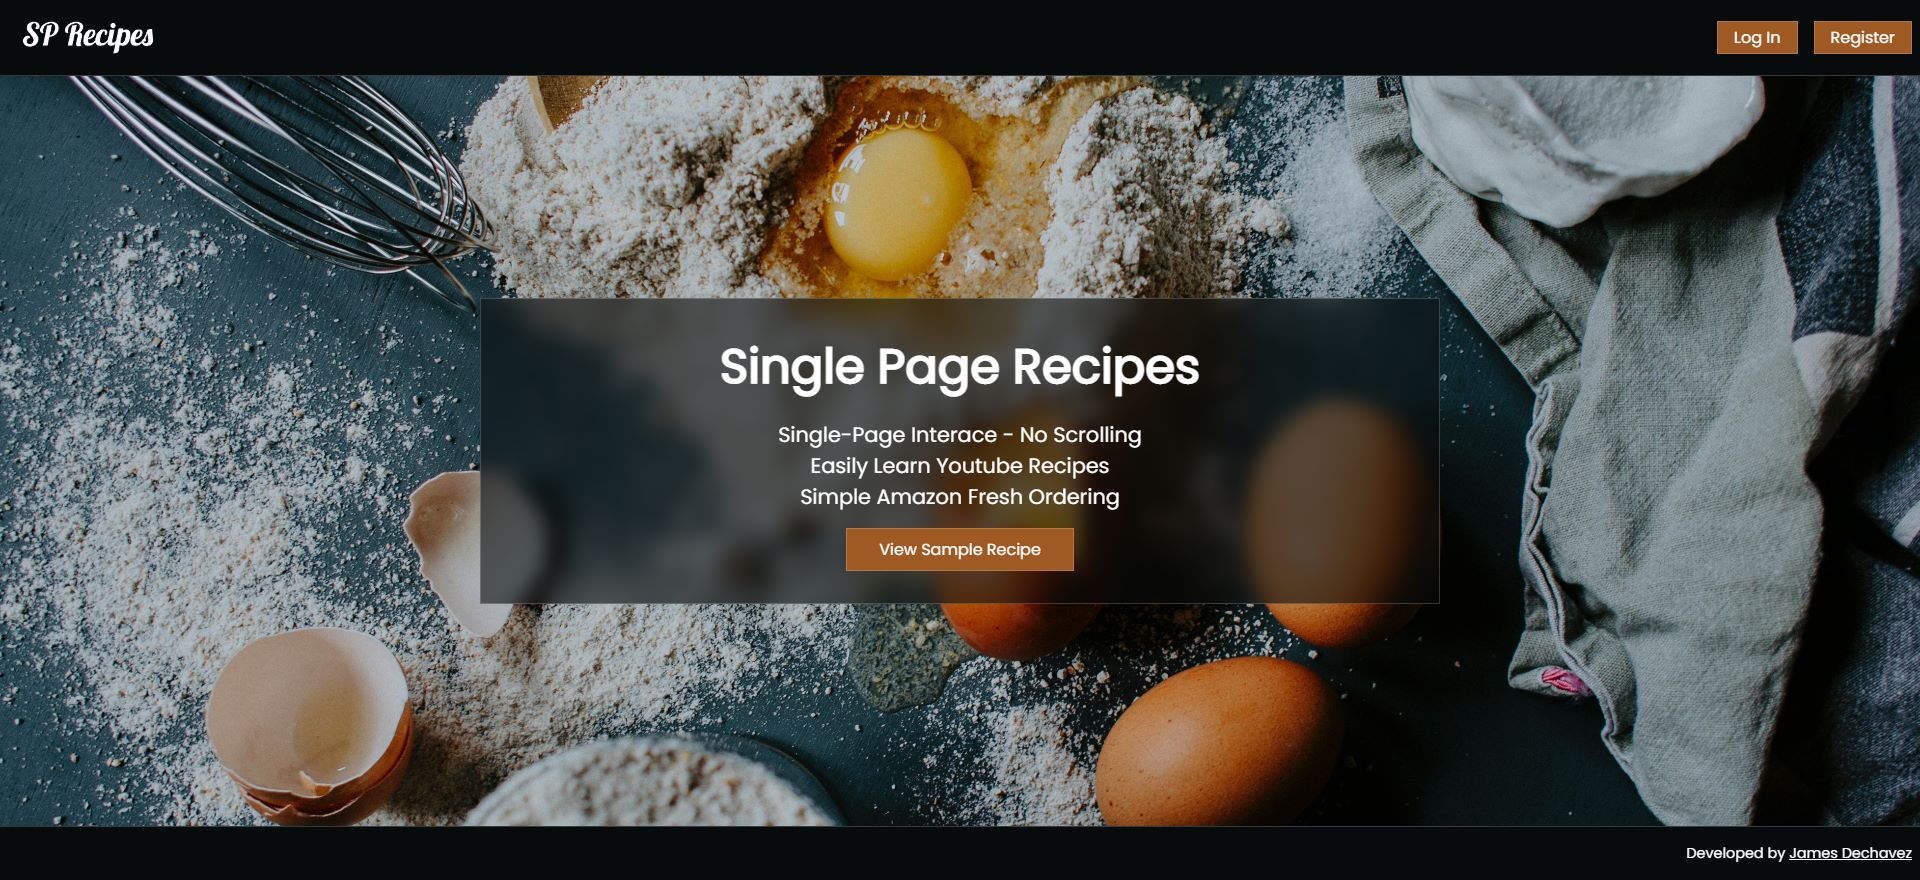 SP Recipes
Log In
Register
Single Page Recipes
Single-Page Interace - No Scrolling
Easily Learn Youtube Recipes
Simple Amazon Fresh Ordering
View Sample Recipe
Developed by James Dechavez